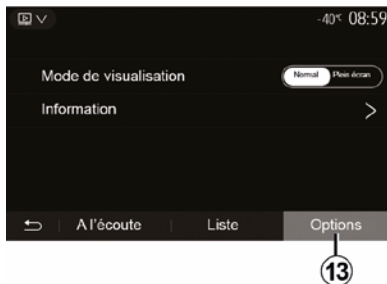 -40°C 08:59
Mode de visualisation Normal Plein écran
Information >
A l'écoute Liste Options
13